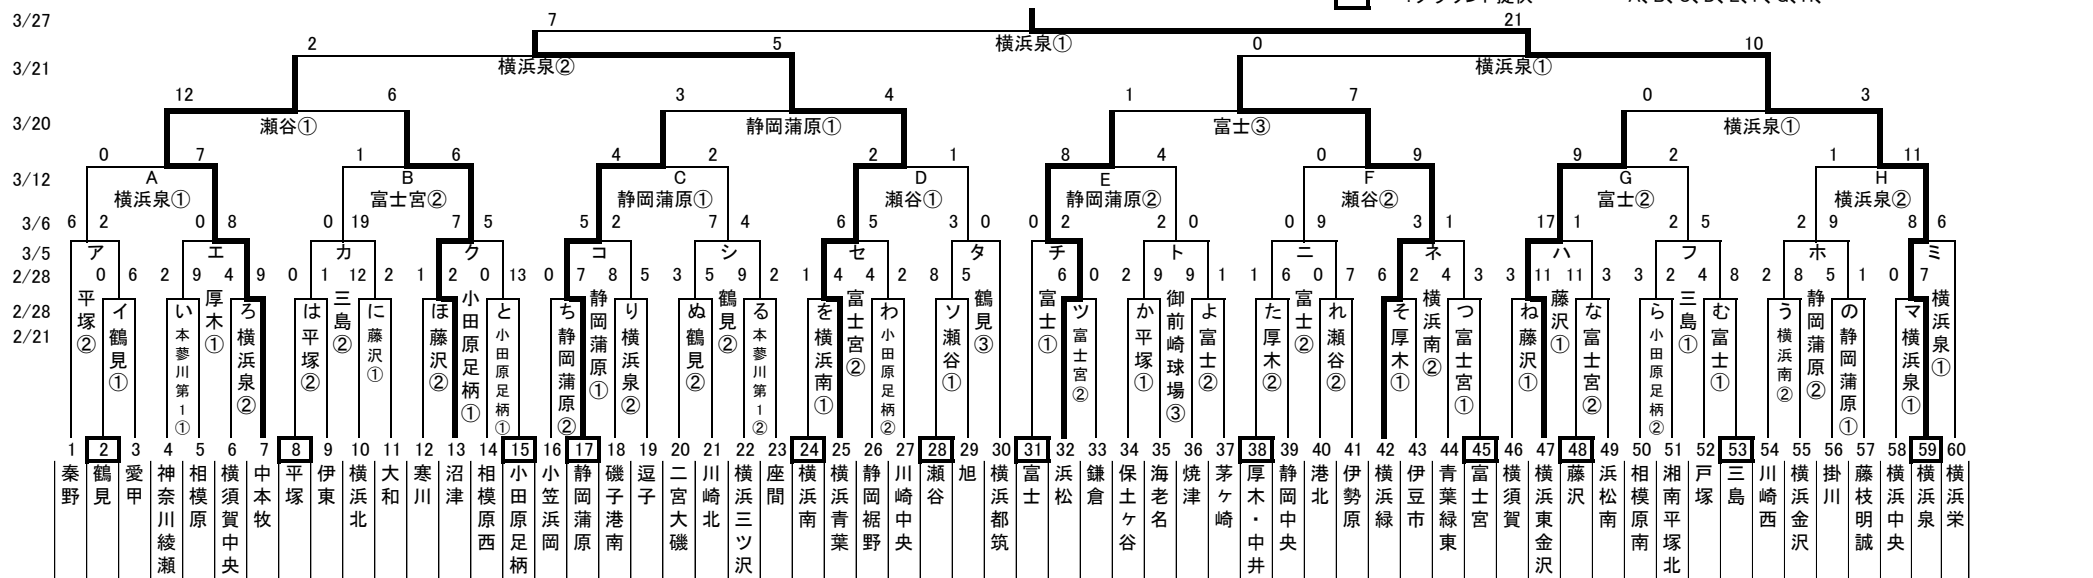 3/27 7 横浜泉① 21
3/21 2 横浜泉② 5 0 横浜泉① 10
3/20 12 瀬谷① 6 3 静岡蒲原① 4 1 富士③ 7 0 横浜泉① 3
3/12 0 7 1 6 4 2 2 1 8 4 0 9 9 2 1 11
A B C D E F G H
横浜泉① 富士宮② 静岡蒲原① 瀬谷① 静岡蒲原② 瀬谷② 富士② 横浜泉②
3/6 6 2 0 8 0 19 7 5 5 2 7 4 6 5 3 0 0 2 2 0 0 9 3 1 17 1 2 5 2 9 8 6
3/5 ア エ カ ク コ シ セ タ チ ト ニ ネ ハ フ ホ ミ
2/28 0 6 2 9 4 9 0 1 12 2 1 2 0 13 0 7 8 5 3 5 9 2 1 4 4 2 8 5 6 0 2 9 9 1 1 6 0 7 6 2 4 3 3 11 11 3 3 2 4 8 2 8 5 1 0 7
2/28
2/21
平塚②
イ鶴見①
い本蓼川第1①
厚木①
ろ横浜泉②
は平塚②
三島②
に藤沢①
ほ藤沢②
小田原足柄①
と小田原足柄①
ち静岡蒲原②
静岡蒲原①
り横浜泉②
ぬ鶴見②
鶴見②
る本蓼川第1②
を横浜南①
富士宮②
わ小田原足柄②
ソ瀬谷①
鶴見③
富士①
ツ富士宮②
か平塚①
御前崎球場③
よ富士②
た厚木②
富士②
れ瀬谷②
そ厚木①
横浜南②
つ富士宮①
ね藤沢①
藤沢①
な富士宮②
ら小田原足柄②
三島①
む富士①
う横浜南②
静岡蒲原②
の静岡蒲原①
マ横浜泉①
横浜泉①
1 秦野
2 鶴見
3 愛甲
4 神奈川綾瀬
5 相模原
6 横須賀中央
7 中本牧
8 平塚
9 伊東
10 横浜北
11 大和
12 寒川
13 沼津
14 相模原西
15 小田原足柄
16 小笠浜岡
17 静岡蒲原
18 磯子港南
19 逗子
20 二宮大磯
21 川崎北
22 横浜三ツ沢
23 座間
24 横浜南
25 横浜青葉
26 静岡裾野
27 川崎中央
28 瀬谷
29 旭
30 横浜都筑
31 富士
32 浜松
33 鎌倉
34 保土ヶ谷
35 海老名
36 焼津
37 茅ヶ崎
38 厚木・中井
39 静岡中央
40 港北
41 伊勢原
42 横浜緑
43 伊豆市
44 青葉緑東
45 富士宮
46 横須賀
47 横浜東金沢
48 藤沢
49 浜松南
50 相模原南
51 湘南平塚北
52 戸塚
53 三島
54 川崎西
55 横浜金沢
56 掛川
57 藤枝明誠
58 横浜中央
59 横浜泉
60 横浜栄